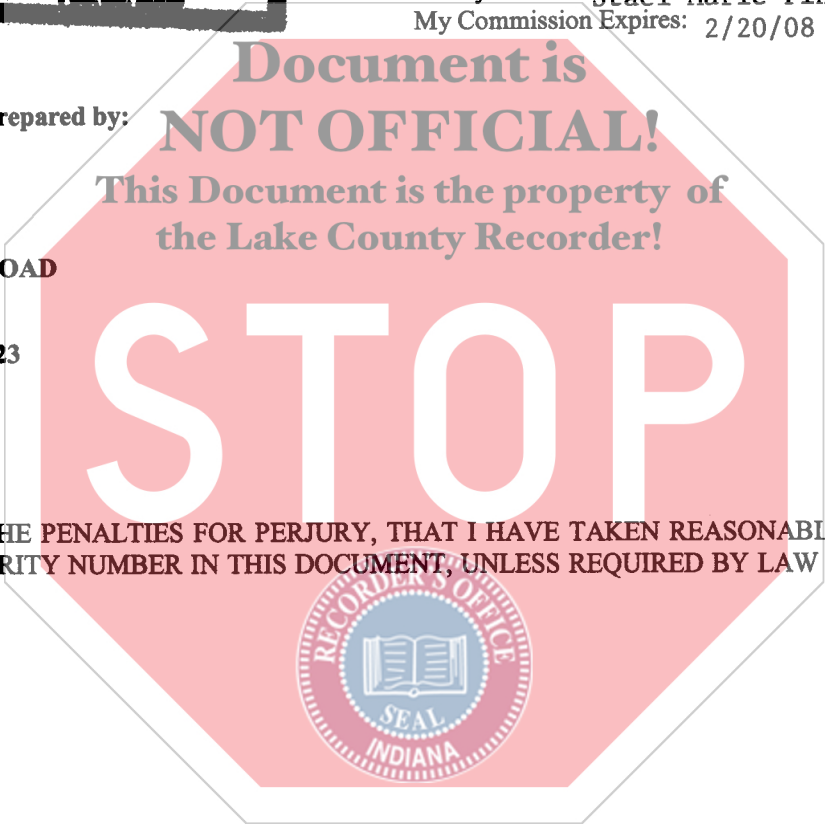 My Commission Expires: 2/20/08
Document is
repared by:
NOT OFFICIAL!
This Document is the property of
the Lake County Recorder!
OAD
STOP
23
HE PENALTIES FOR PERJURY, THAT I HAVE TAKEN REASONABL
RITY NUMBER IN THIS DOCUMENT, UNLESS REQUIRED BY LAW
RECORDER'S OFFICE
SEAL
INDIANA